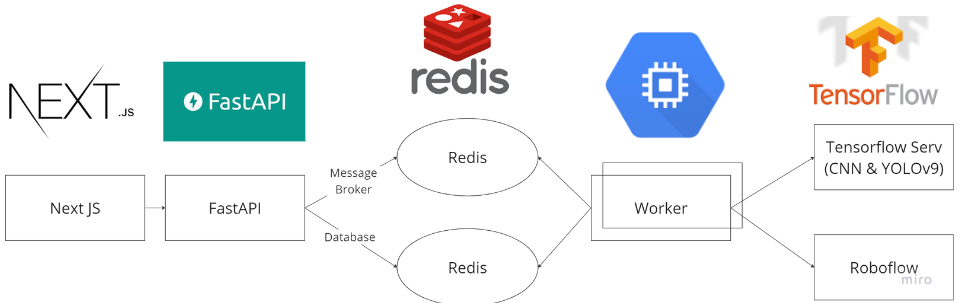 NEXT.JS
FastAPI
redis
TensorFlow
Next JS
FastAPI
Message
Broker
Database
Redis
Redis
Worker
Tensorflow Serv
(CNN & YOLOv9)
Roboflow
miro